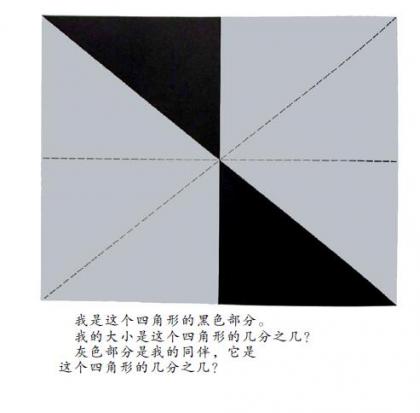 我是这个四角形的黑色部分。
我的大小是这个四角形的几分之几?
灰色部分是我的同伴，它是
这个四角形的几分之几?